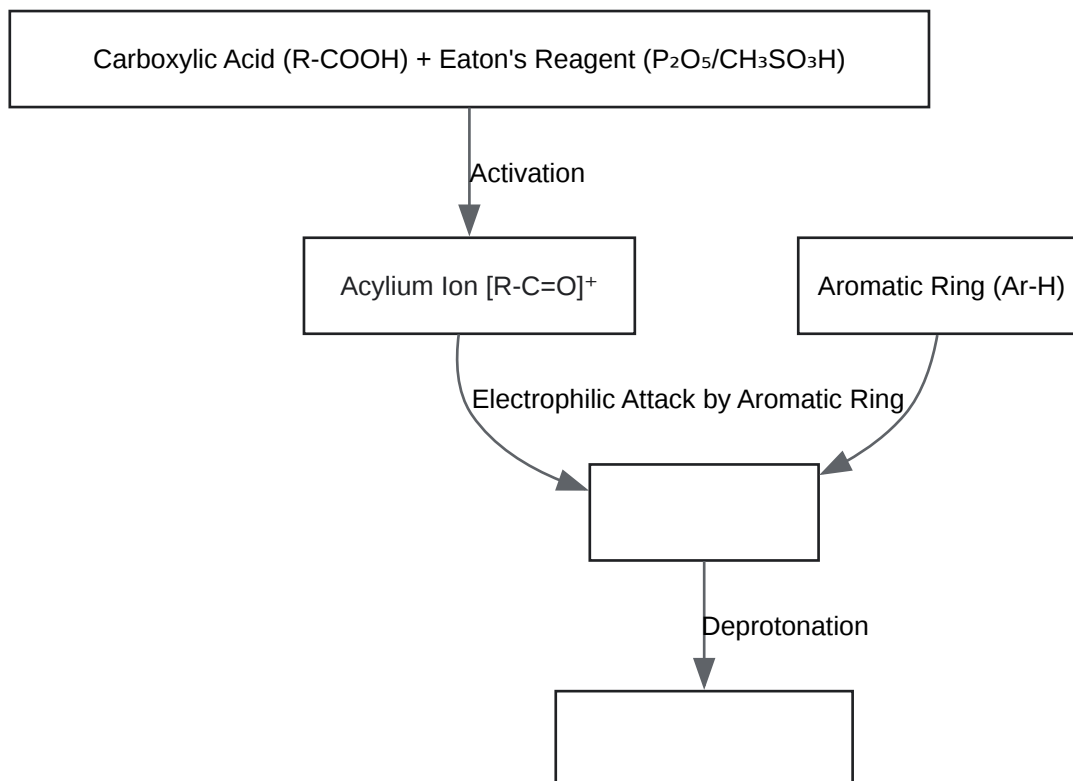 Carboxylic Acid (R-COOH) + Eaton's Reagent (P₂O₅/CH₃SO₃H)
Activation
Acylium Ion [R-C=O]⁺
Aromatic Ring (Ar-H)
Electrophilic Attack by Aromatic Ring
Deprotonation